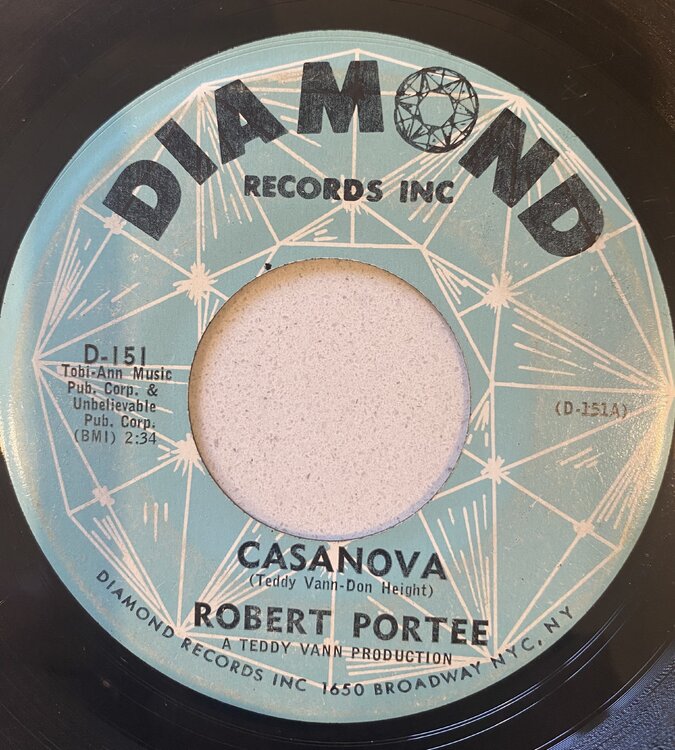 DIAMOND
RECORDS INC
D-151
Tobi-Ann Music
Pub. Corp. &
Unbelievable
Pub. Corp.
(BMI) 2:34
(D-151A)
CASANOVA
(Teddy Vann-Don Height)
ROBERT PORTEE
A TEDDY VANN PRODUCTION
DIAMOND RECORDS INC 1650 BROADWAY NYC, NY